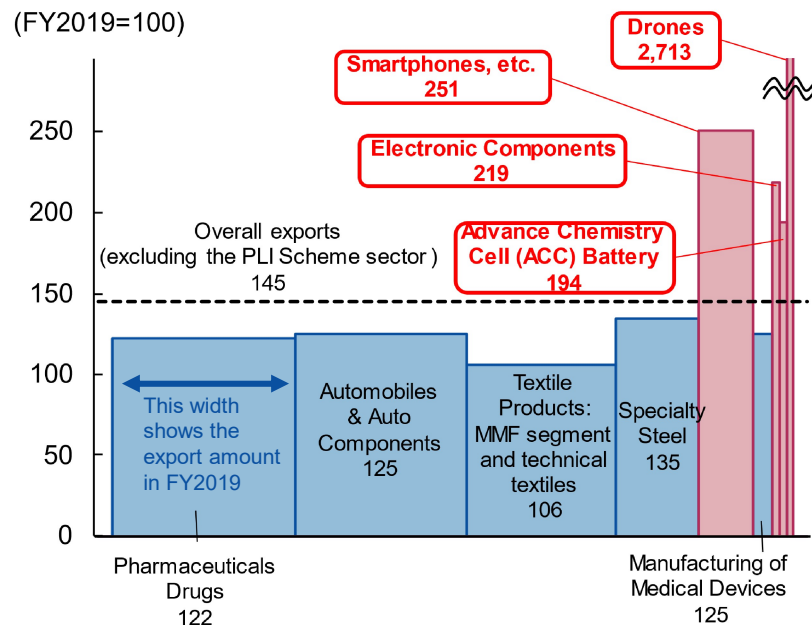 (FY2019=100)
Drones
2,713
Smartphones, etc.
251
Electronic Components
219
Overall exports
(excluding the PLI Scheme sector)
145
Advance Chemistry
Cell (ACC) Battery
194
250
200
150
100
50
0
This width
shows the
export amount
in FY2019
Automobiles
& Auto
Components
125
Textile
Products:
MMF segment
and technical
textiles
106
Specialty
Steel
135
Pharmaceuticals
Drugs
122
Manufacturing of
Medical Devices
125